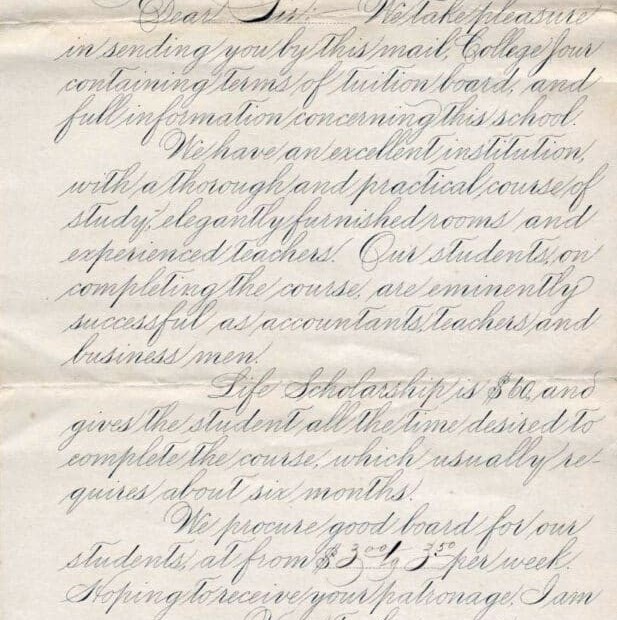 Dear Sir: We take pleasure
in sending you by this mail, College Jour
containing terms of tuition board, and
full information concerning this school.
We have an excellent institution,
with a thorough and practical course of
study, elegantly furnished rooms and
experienced teachers. Our students, on
completing the course, are eminently
successful as accountants, teachers and
business men.
Life Scholarship is $60, and
gives the student all the time desired to
complete the course, which usually re-
quires about six months.
We procure good board for our
students, at from $3.00 to 3.50 per week.
Hoping to receive your patronage, I am